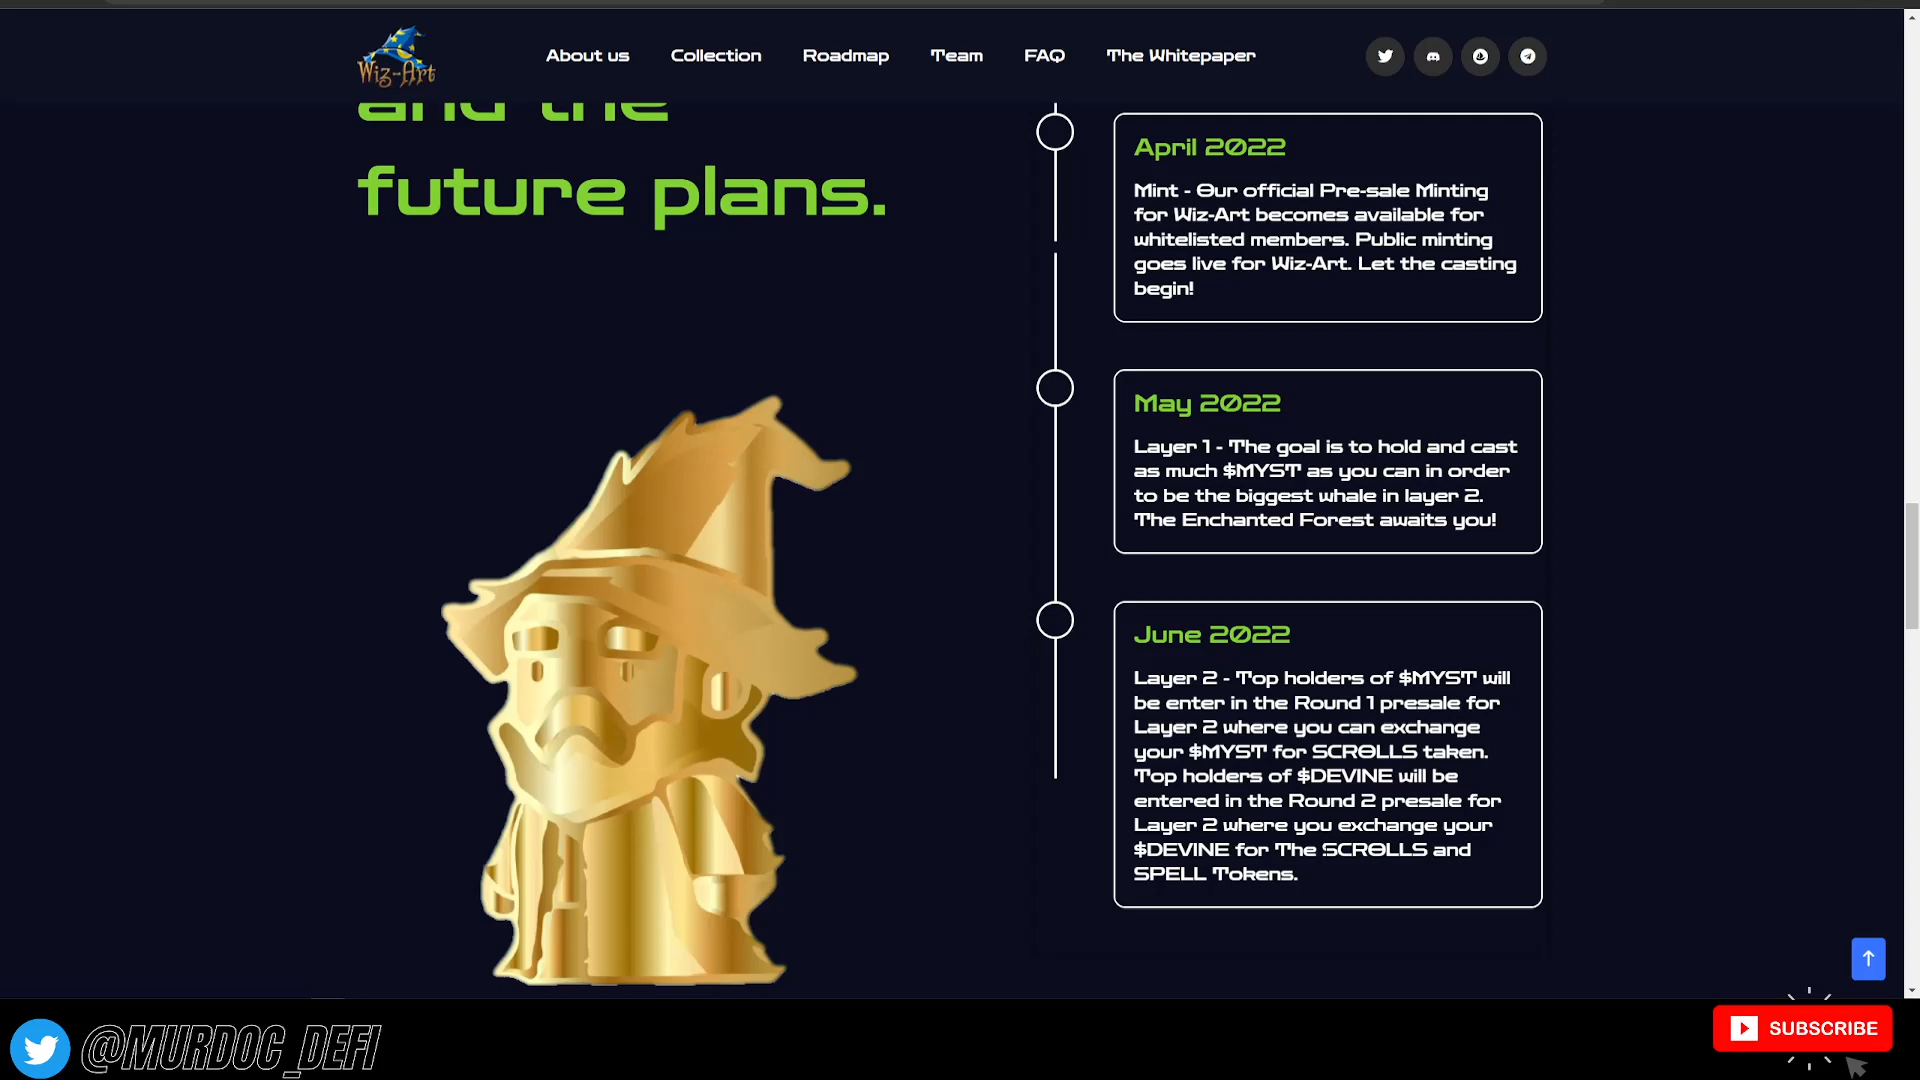 Wiz-Art
About us
Collection
Roadmap
Team
FAQ
The Whitepaper
and the
future plans.
April 2022
Mint - Our official Pre-sale Minting
for Wiz-Art becomes available for
whitelisted members. Public minting
goes live for Wiz-Art. Let the casting
begin!
May 2022
Layer 1 - The goal is to hold and cast
as much $MYST as you can in order
to be the biggest whale in layer 2.
The Enchanted Forest awaits you!
June 2022
Layer 2 - Top holders of $MYST will
be enter in the Round 1 presale for
Layer 2 where you can exchange
your $MYST for SCROLLS taken.
Top holders of $DEVINE will be
entered in the Round 2 presale for
Layer 2 where you exchange your
$DEVINE for The SCROLLS and
SPELL Tokens.
@MURDOC_DEFI
SUBSCRIBE